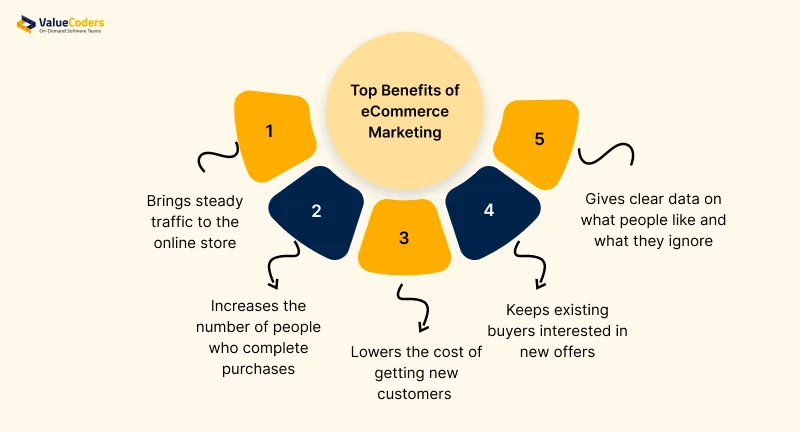 ValueCoders
On-Demand Software Teams
Top Benefits of
eCommerce
Marketing
1
Brings steady
traffic to the
online store
2
Increases the
number of people
who complete
purchases
3
Lowers the cost of
getting new
customers
4
Keeps existing
buyers interested in
new offers
5
Gives clear data on
what people like and
what they ignore